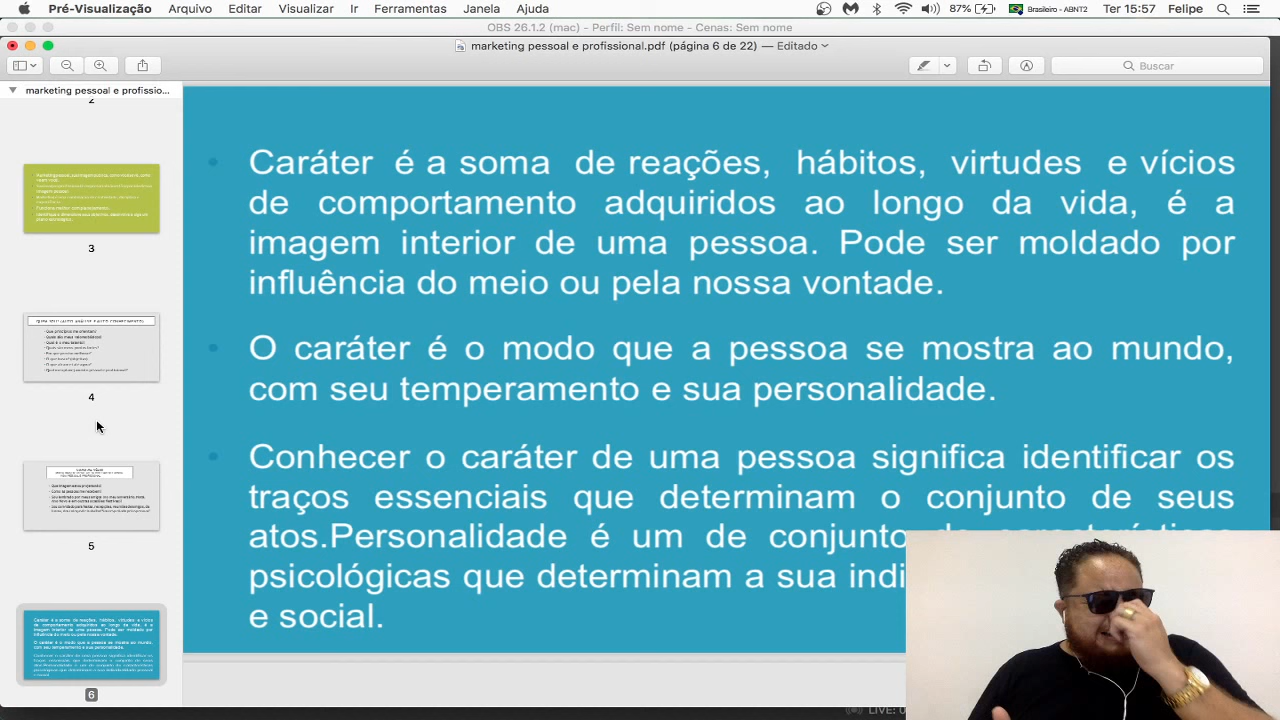 Pré-Visualização Arquivo Editar Visualizar Ir Ferramentas Janela Ajuda 87% Brasileiro - ABNT2 Ter 15:57 Felipe
OBS 26.1.2 (mac) - Perfil: Sem nome - Cenas: Sem nome
marketing pessoal e profissional.pdf (página 6 de 22) — Editado
Buscar
marketing pessoal e profissio...
2
3
4
5
6
Caráter é a soma de reações, hábitos, virtudes e vícios
de comportamento adquiridos ao longo da vida, é a
imagem interior de uma pessoa. Pode ser moldado por
influência do meio ou pela nossa vontade.
O caráter é o modo que a pessoa se mostra ao mundo,
com seu temperamento e sua personalidade.
Conhecer o caráter de uma pessoa significa identificar os
traços essenciais que determinam o conjunto de seus
atos.Personalidade é um de conjunto
psicológicas que determinam a sua indi
e social.
LIVE: